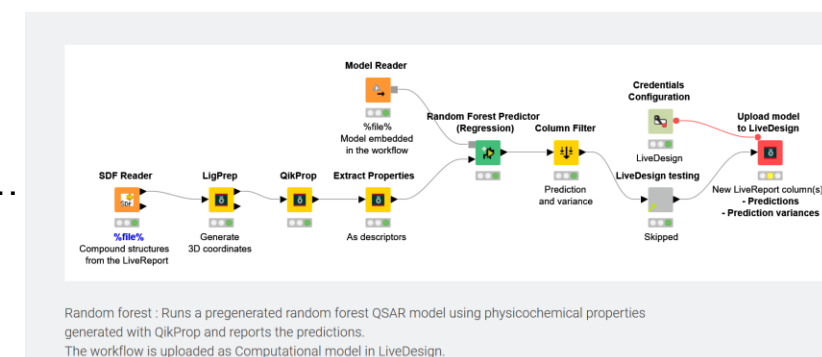 Model Reader
%file%
Model embedded
in the workflow
Random Forest Predictor
(Regression)
Column Filter
Prediction
and variance
Credentials
Configuration
LiveDesign
Upload model
to LiveDesign
New LiveReport column(s)
- Predictions
- Prediction variances
SDF Reader
SDF
%file%
Compound structures
from the LiveReport
LigPrep
Generate
3D coordinates
QikProp
Extract Properties
As descriptors
LiveDesign testing
Skipped
Random forest : Runs a pregenerated random forest QSAR model using physicochemical properties
generated with QikProp and reports the predictions.
The workflow is uploaded as Computational model in LiveDesign.